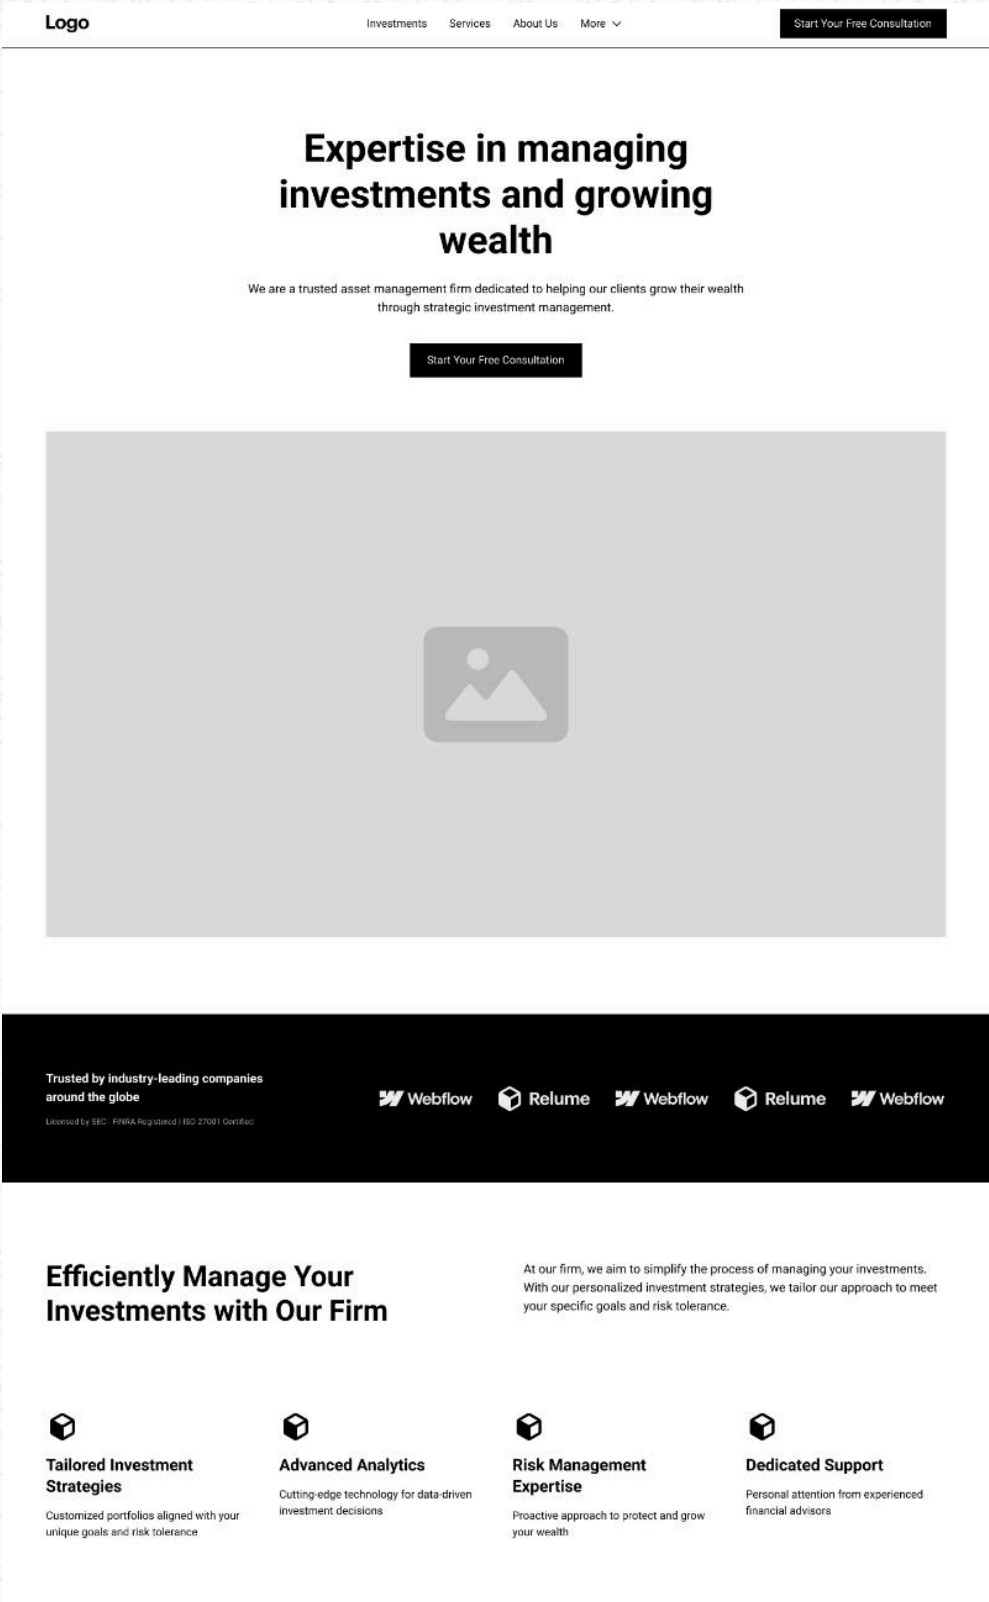 Logo
Investments
Services
About Us
More
Start Your Free Consultation
Expertise in managing
investments and growing
wealth
We are a trusted asset management firm dedicated to helping our clients grow their wealth
through strategic investment management.
Start Your Free Consultation
Trusted by industry-leading companies
around the globe
Licensed by SEC | FINRA Registered | ISO 27001 Certified
Webflow
Relume
Webflow
Relume
Webflow
Efficiently Manage Your
Investments with Our Firm
At our firm, we aim to simplify the process of managing your investments.
With our personalized investment strategies, we tailor our approach to meet
your specific goals and risk tolerance.
Tailored Investment
Strategies
Customized portfolios aligned with your
unique goals and risk tolerance
Advanced Analytics
Cutting-edge technology for data-driven
investment decisions
Risk Management
Expertise
Proactive approach to protect and grow
your wealth
Dedicated Support
Personal attention from experienced
financial advisors